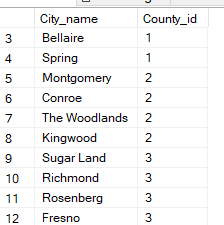 City_name County_id
3 Bellaire 1
4 Spring 1
5 Montgomery 2
6 Conroe 2
7 The Woodlands 2
8 Kingwood 2
9 Sugar Land 3
10 Richmond 3
11 Rosenberg 3
12 Fresno 3